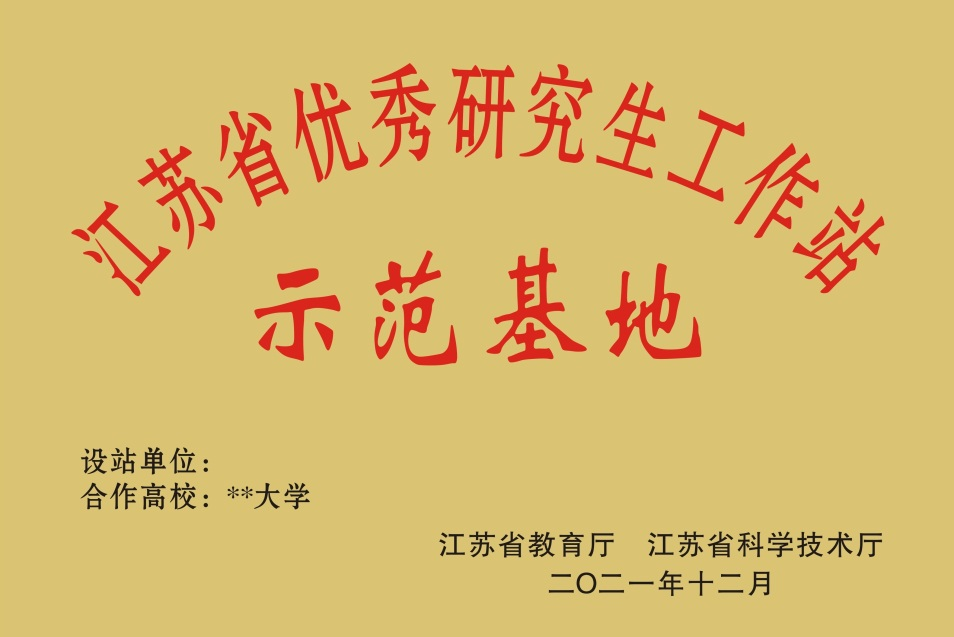 江苏省优秀研究生工作站
示范基地
设站单位：
合作高校：**大学
江苏省教育厅　江苏省科学技术厅
二〇二一年十二月